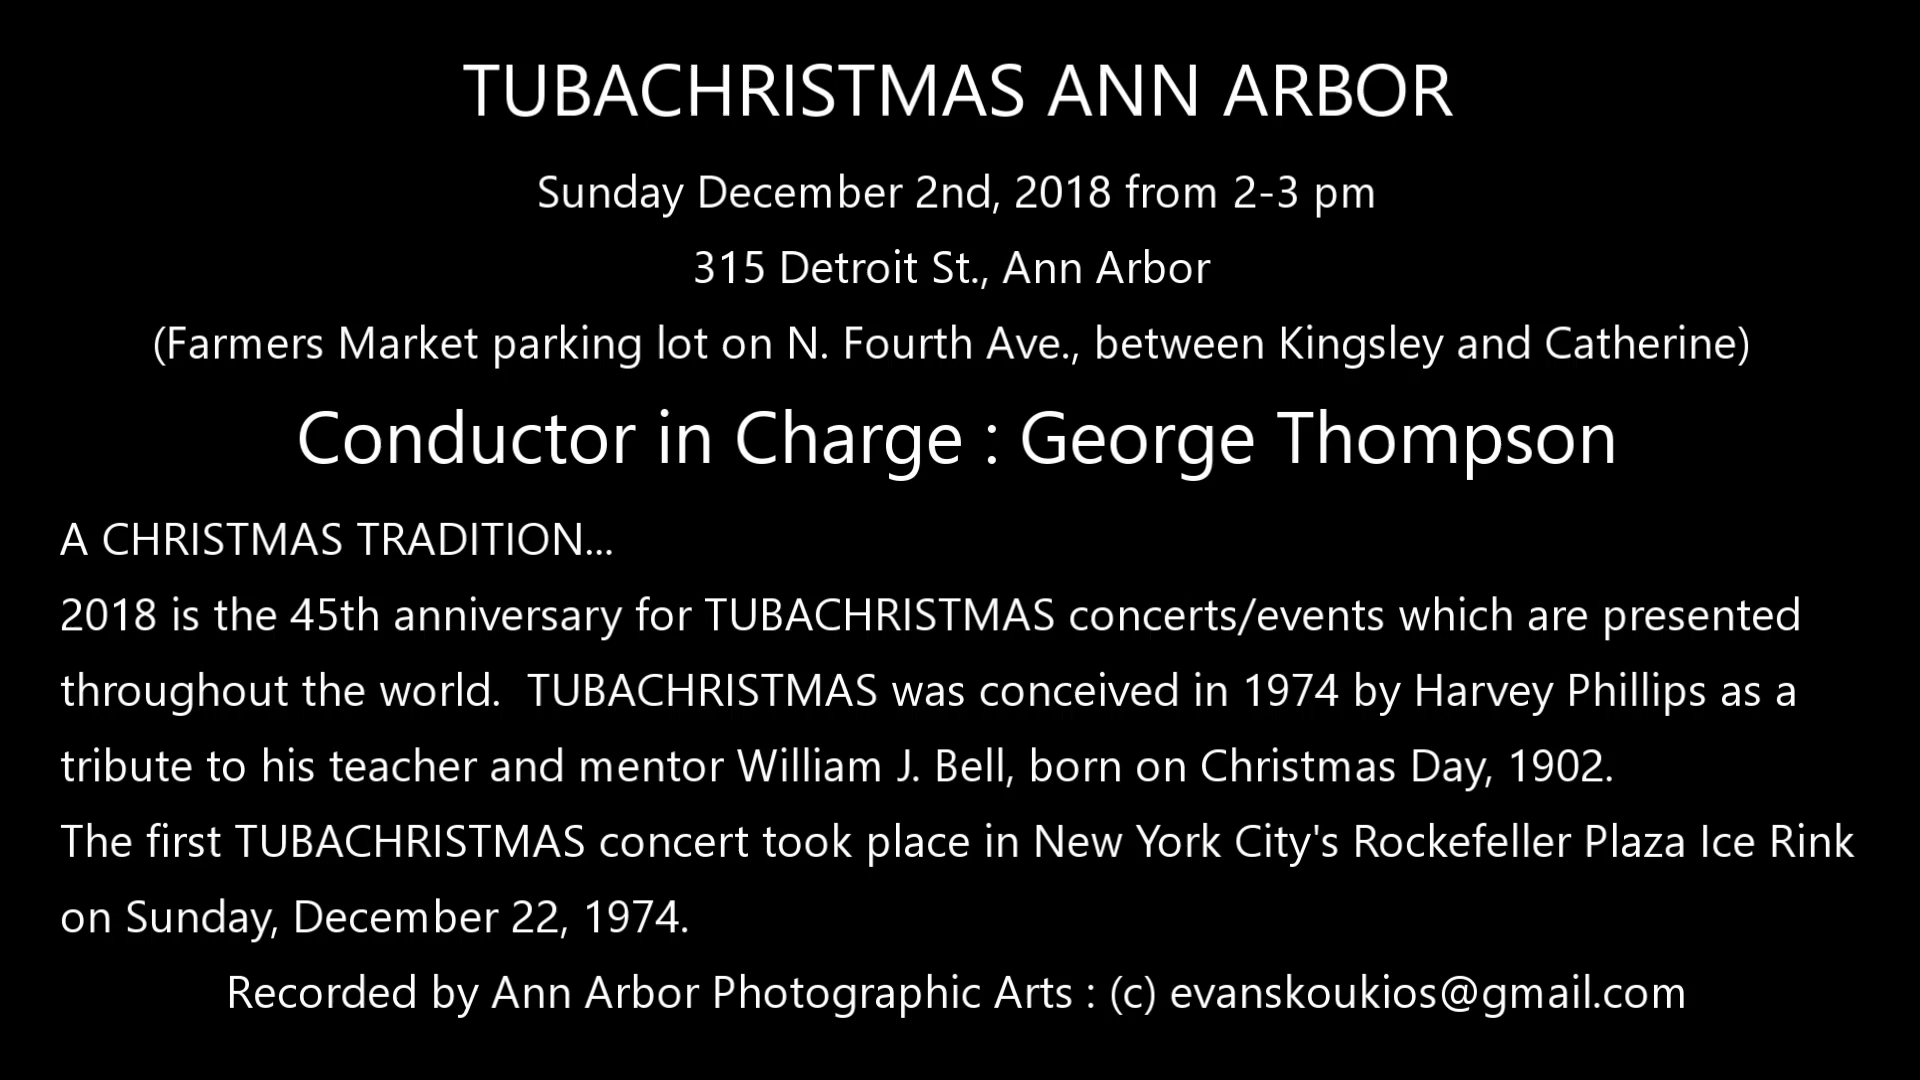 TUBACHRISTMAS ANN ARBOR
Sunday December 2nd, 2018 from 2-3 pm
315 Detroit St., Ann Arbor
(Farmers Market parking lot on N. Fourth Ave., between Kingsley and Catherine)
Conductor in Charge : George Thompson
A CHRISTMAS TRADITION...
2018 is the 45th anniversary for TUBACHRISTMAS concerts/events which are presented
throughout the world.  TUBACHRISTMAS was conceived in 1974 by Harvey Phillips as a
tribute to his teacher and mentor William J. Bell, born on Christmas Day, 1902.
The first TUBACHRISTMAS concert took place in New York City's Rockefeller Plaza Ice Rink
on Sunday, December 22, 1974.
Recorded by Ann Arbor Photographic Arts : (c) evanskoukios@gmail.com